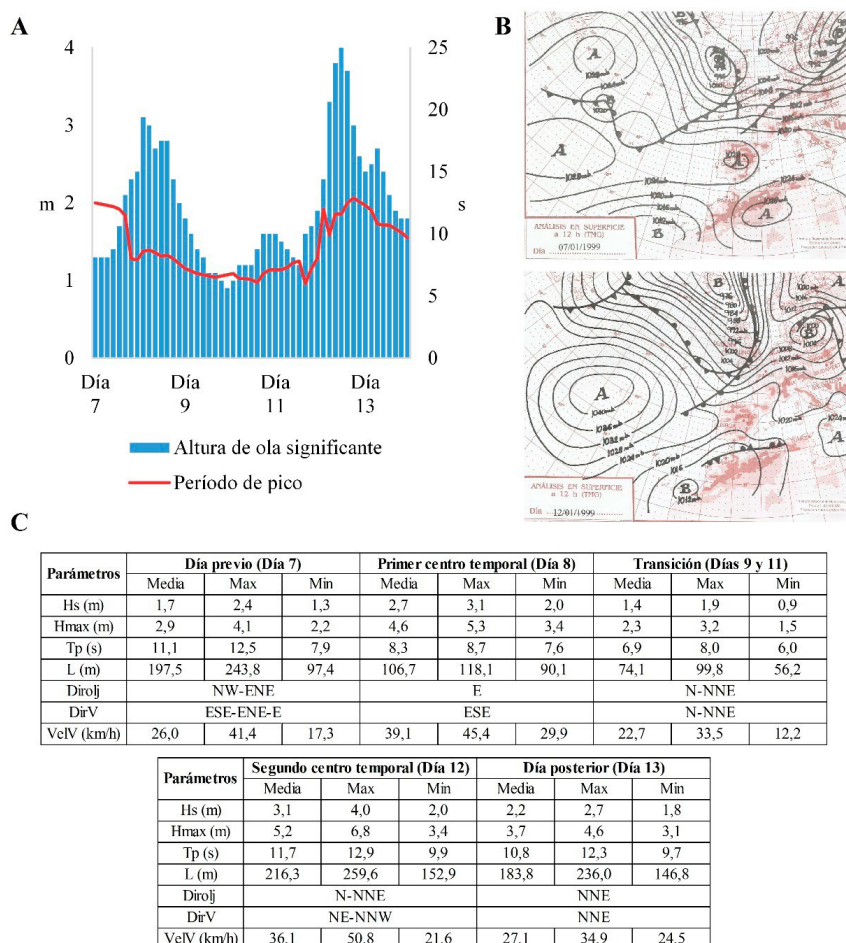 A
B
4
3
m
2
1
0
25
20
15
s
10
5
0
Día
7
Día
9
Día
11
Día
13
Altura de ola significante
Período de pico
A
B
A
A
A
B
ANÁLISIS EN SUPERFICIE
a 12 h (TMG)
Día 07/01/1999
B
A
B
A
A
B
1040 mb
ANÁLISIS EN SUPERFICIE
a 12 h (TMG)
Día 12/01/1999
C
Parámetros Día previo (Día 7) Primer centro temporal (Día 8) Transición (Días 9 y 11)
Media Max Min Media Max Min Media Max Min
Hs (m) 1,7 2,4 1,3 2,7 3,1 2,0 1,4 1,9 0,9
Hmax (m) 2,9 4,1 2,2 4,6 5,3 3,4 2,3 3,2 1,5
Tp (s) 11,1 12,5 7,9 8,3 8,7 7,6 6,9 8,0 6,0
L (m) 197,5 243,8 97,4 106,7 118,1 90,1 74,1 99,8 56,2
Dirolj NW-ENE E N-NNE
DirV ESE-ENE-E ESE N-NNE
VelV (km/h) 26,0 41,4 17,3 39,1 45,4 29,9 22,7 33,5 12,2
Parámetros Segundo centro temporal (Día 12) Día posterior (Día 13)
Media Max Min Media Max Min
Hs (m) 3,1 4,0 2,0 2,2 2,7 1,8
Hmax (m) 5,2 6,8 3,4 3,7 4,6 3,1
Tp (s) 11,7 12,9 9,9 10,8 12,3 9,7
L (m) 216,3 259,6 152,9 183,8 236,0 146,8
Dirolj N-NNE NNE
DirV NE-NNW NNE
VelV (km/h) 36,1 50,8 21,6 27,1 34,9 24,5